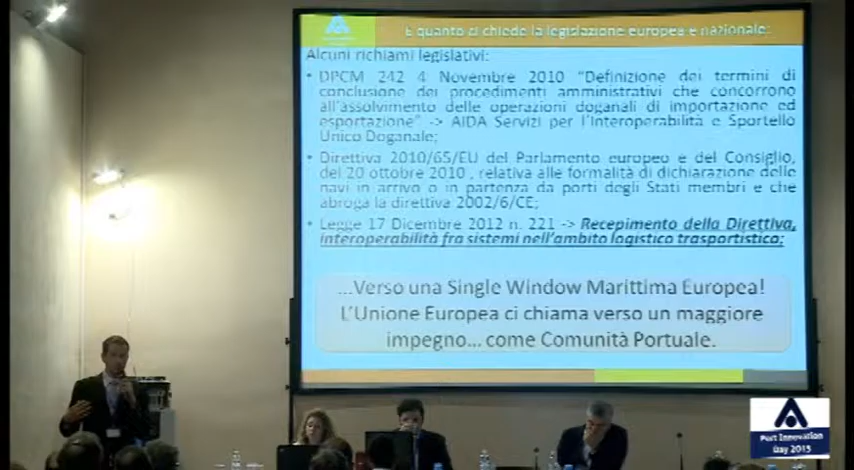 E quanto ci chiede la legislazione europea e nazionale:
Alcuni richiami legislativi:
• DPCM 242 4 Novembre 2010 "Definizione dei termini di
conclusione dei procedimenti amministrativi che concorrono
all'assolvimento delle operazioni doganali di importazione ed
esportazione" -> AIDA Servizi per l'Interoperabilità e Sportello
Unico Doganale;
• Direttiva 2010/65/EU del Parlamento europeo e del Consiglio,
del 20 ottobre 2010, relativa alle formalità di dichiarazione delle
navi in arrivo o in partenza da porti degli Stati membri e che
abroga la direttiva 2002/6/CE;
• Legge 17 Dicembre 2012 n. 221 -> Recepimento della Direttiva,
interoperabilità fra sistemi nell'ambito logistico trasportistico;
...Verso una Single Window Marittima Europea!
L'Unione Europea ci chiama verso un maggiore
impegno...come Comunità Portuale.
Port Innovation
Day 2015